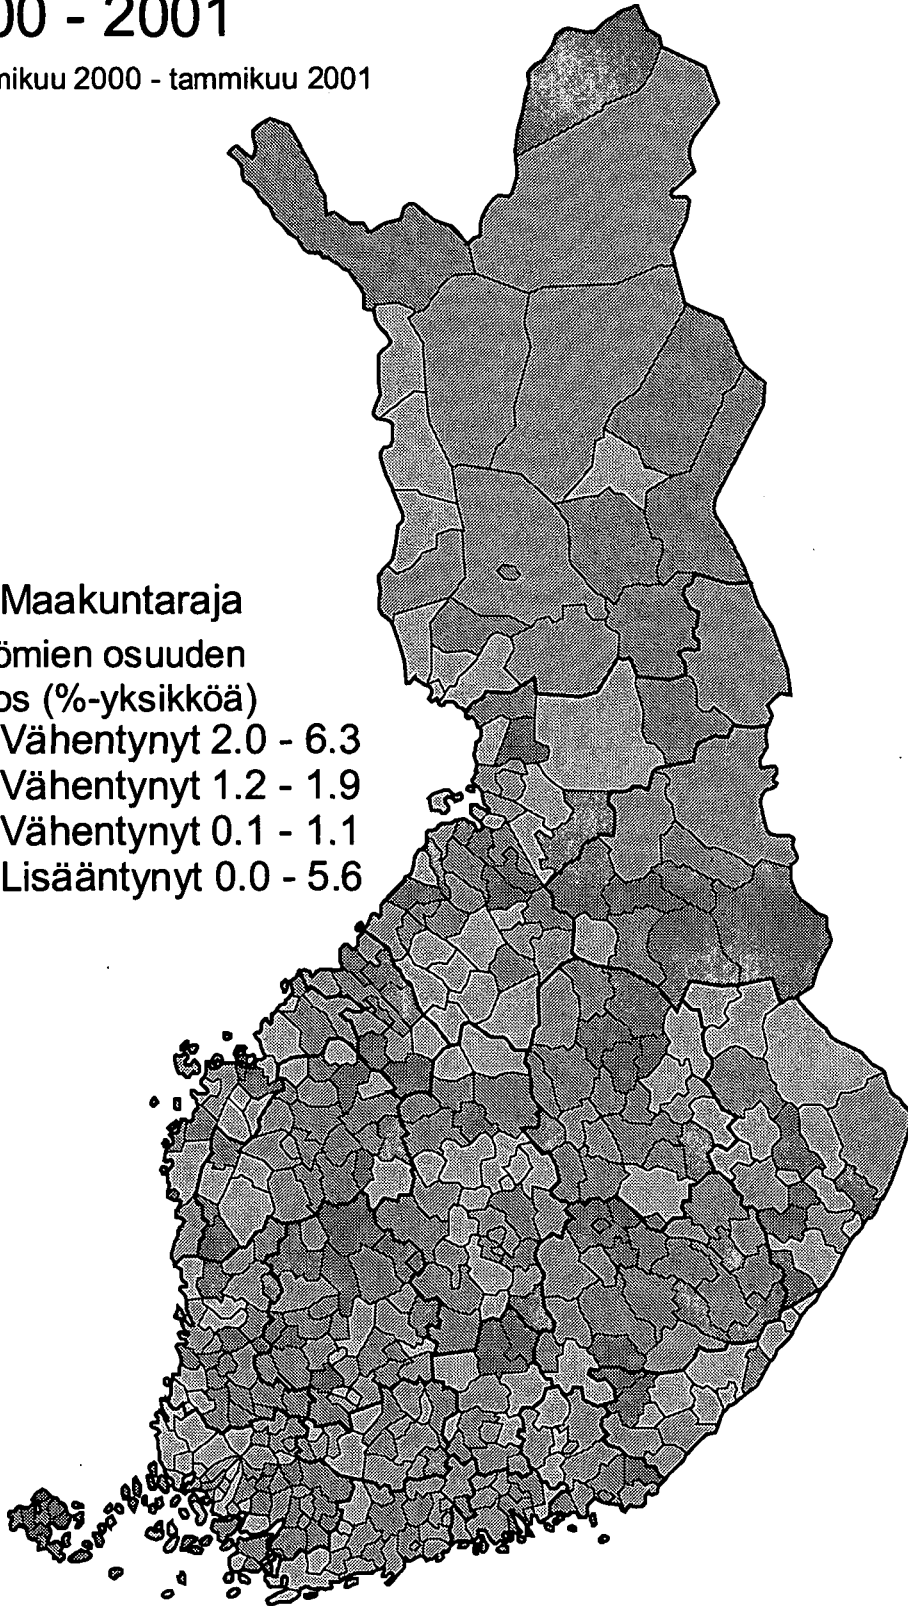 00 - 2001
mikuu 2000 - tammikuu 2001
Maakuntaraja
ömien osuuden
os (%-yksikköä)
Vähentynyt 2.0 - 6.3
Vähentynyt 1.2 - 1.9
Vähentynyt 0.1 - 1.1
Lisääntynyt 0.0 - 5.6